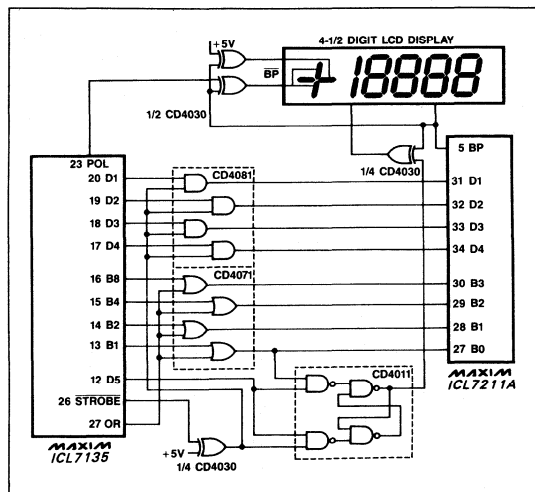 4-1/2 DIGIT LCD DISPLAY
+5V
BP
+18888
1/2 CD4030
1/4 CD4030
23 POL
5 BP
CD4081
20 D1
31 D1
19 D2
32 D2
18 D3
33 D3
17 D4
34 D4
CD4071
16 B8
30 B3
15 B4
29 B2
14 B2
28 B1
13 B1
27 B0
CD4011
12 D5
26 STROBE
27 OR
MAXIM
ICL7135
+5V
1/4 CD4030
MAXIM
ICL7211A